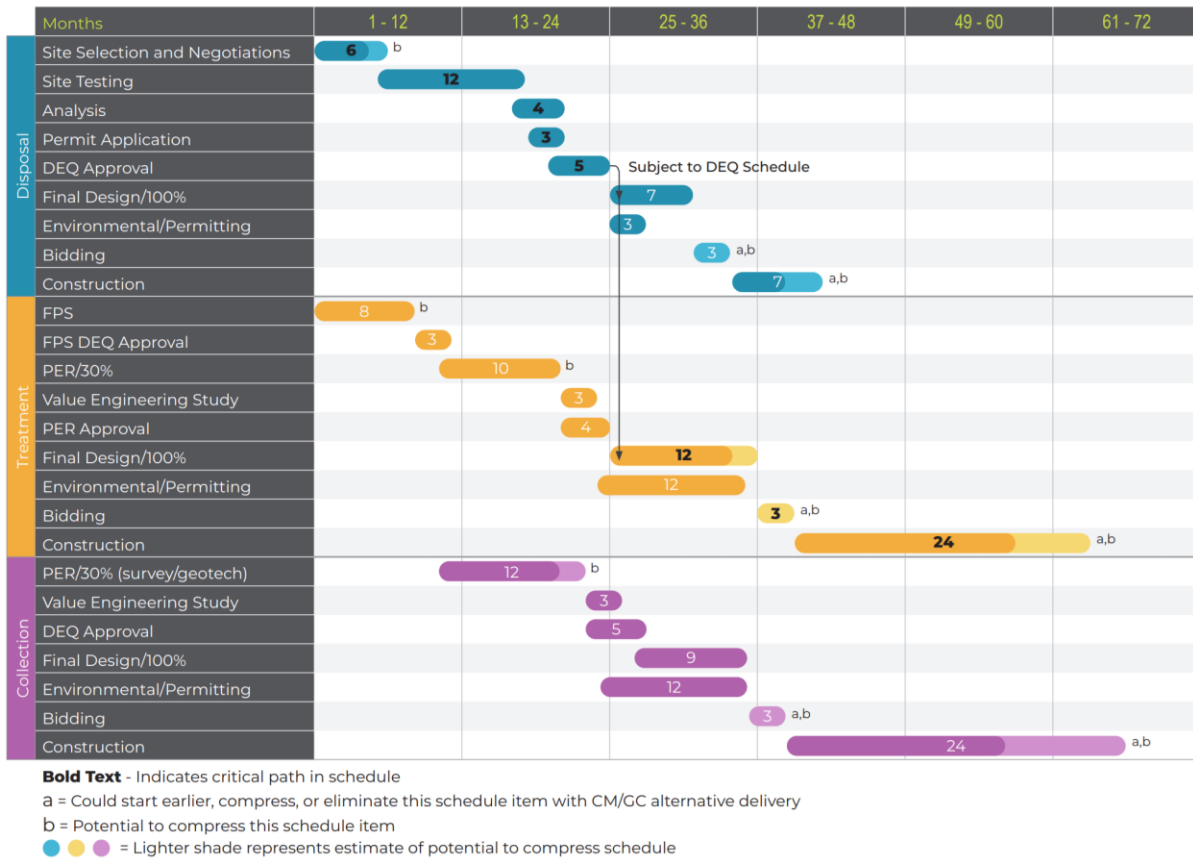 Months 1 - 12 13 - 24 25 - 36 37 - 48 49 - 60 61 - 72
Disposal
Site Selection and Negotiations 6 b
Site Testing 12
Analysis 4
Permit Application 3
DEQ Approval 5 Subject to DEQ Schedule
Final Design/100% 7
Environmental/Permitting 3
Bidding 3 a,b
Construction 7 a,b
Treatment
FPS 8 b
FPS DEQ Approval 3
PER/30% 10 b
Value Engineering Study 3
PER Approval 4
Final Design/100% 12
Environmental/Permitting 12
Bidding 3 a,b
Construction 24 a,b
Collection
PER/30% (survey/geotech) 12 b
Value Engineering Study 3
DEQ Approval 5
Final Design/100% 9
Environmental/Permitting 12
Bidding 3 a,b
Construction 24 a,b
Bold Text - Indicates critical path in schedule
a = Could start earlier, compress, or eliminate this schedule item with CM/GC alternative delivery
b = Potential to compress this schedule item
= Lighter shade represents estimate of potential to compress schedule